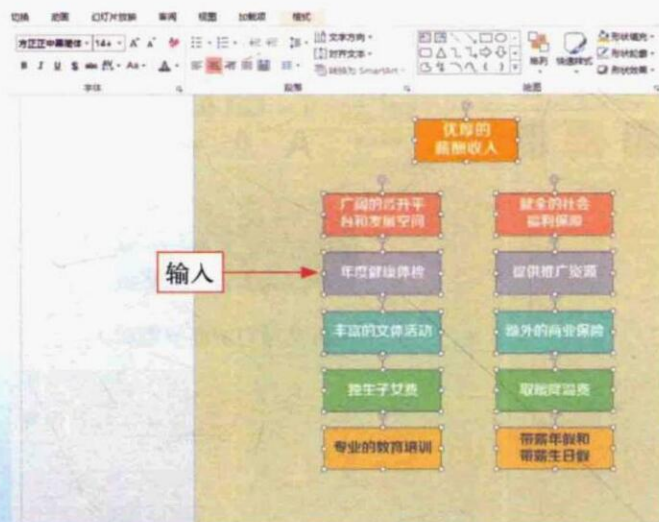 切换 动画 幻灯片放映 审阅 视图 加载项 格式
方正正中黑简体 14+ A A
B I U S abc AV Aa A
文字方向
对齐文本
转换为 SmartArt
排列 快速样式
形状填充
形状轮廓
形状效果
字体 段落 绘图
优厚的
薪酬收入
广阔的晋升平
台和发展空间
健全的社会
福利保障
输入
年度健康体检
提供推广资源
丰富的文体活动
额外的商业保险
独生子女费
取暖降温费
专业的教育培训
带薪年假和
带薪生日假